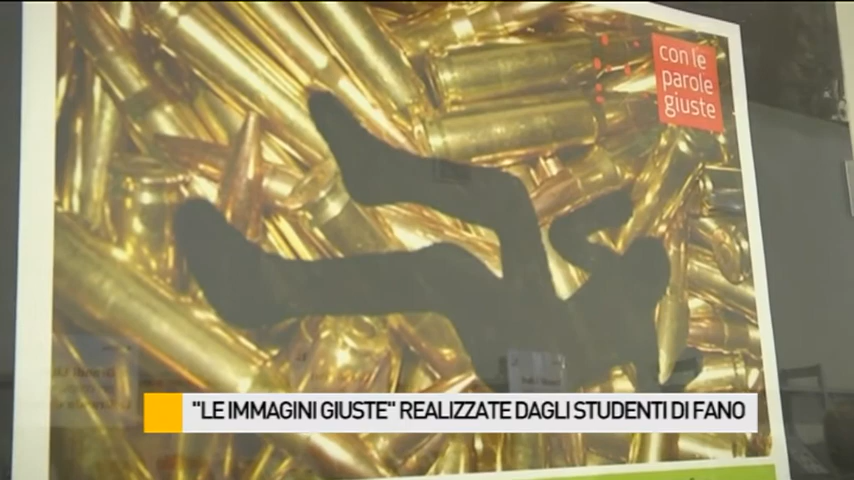 con le
parole
giuste
"LE IMMAGINI GIUSTE" REALIZZATE DAGLI STUDENTI DI FANO